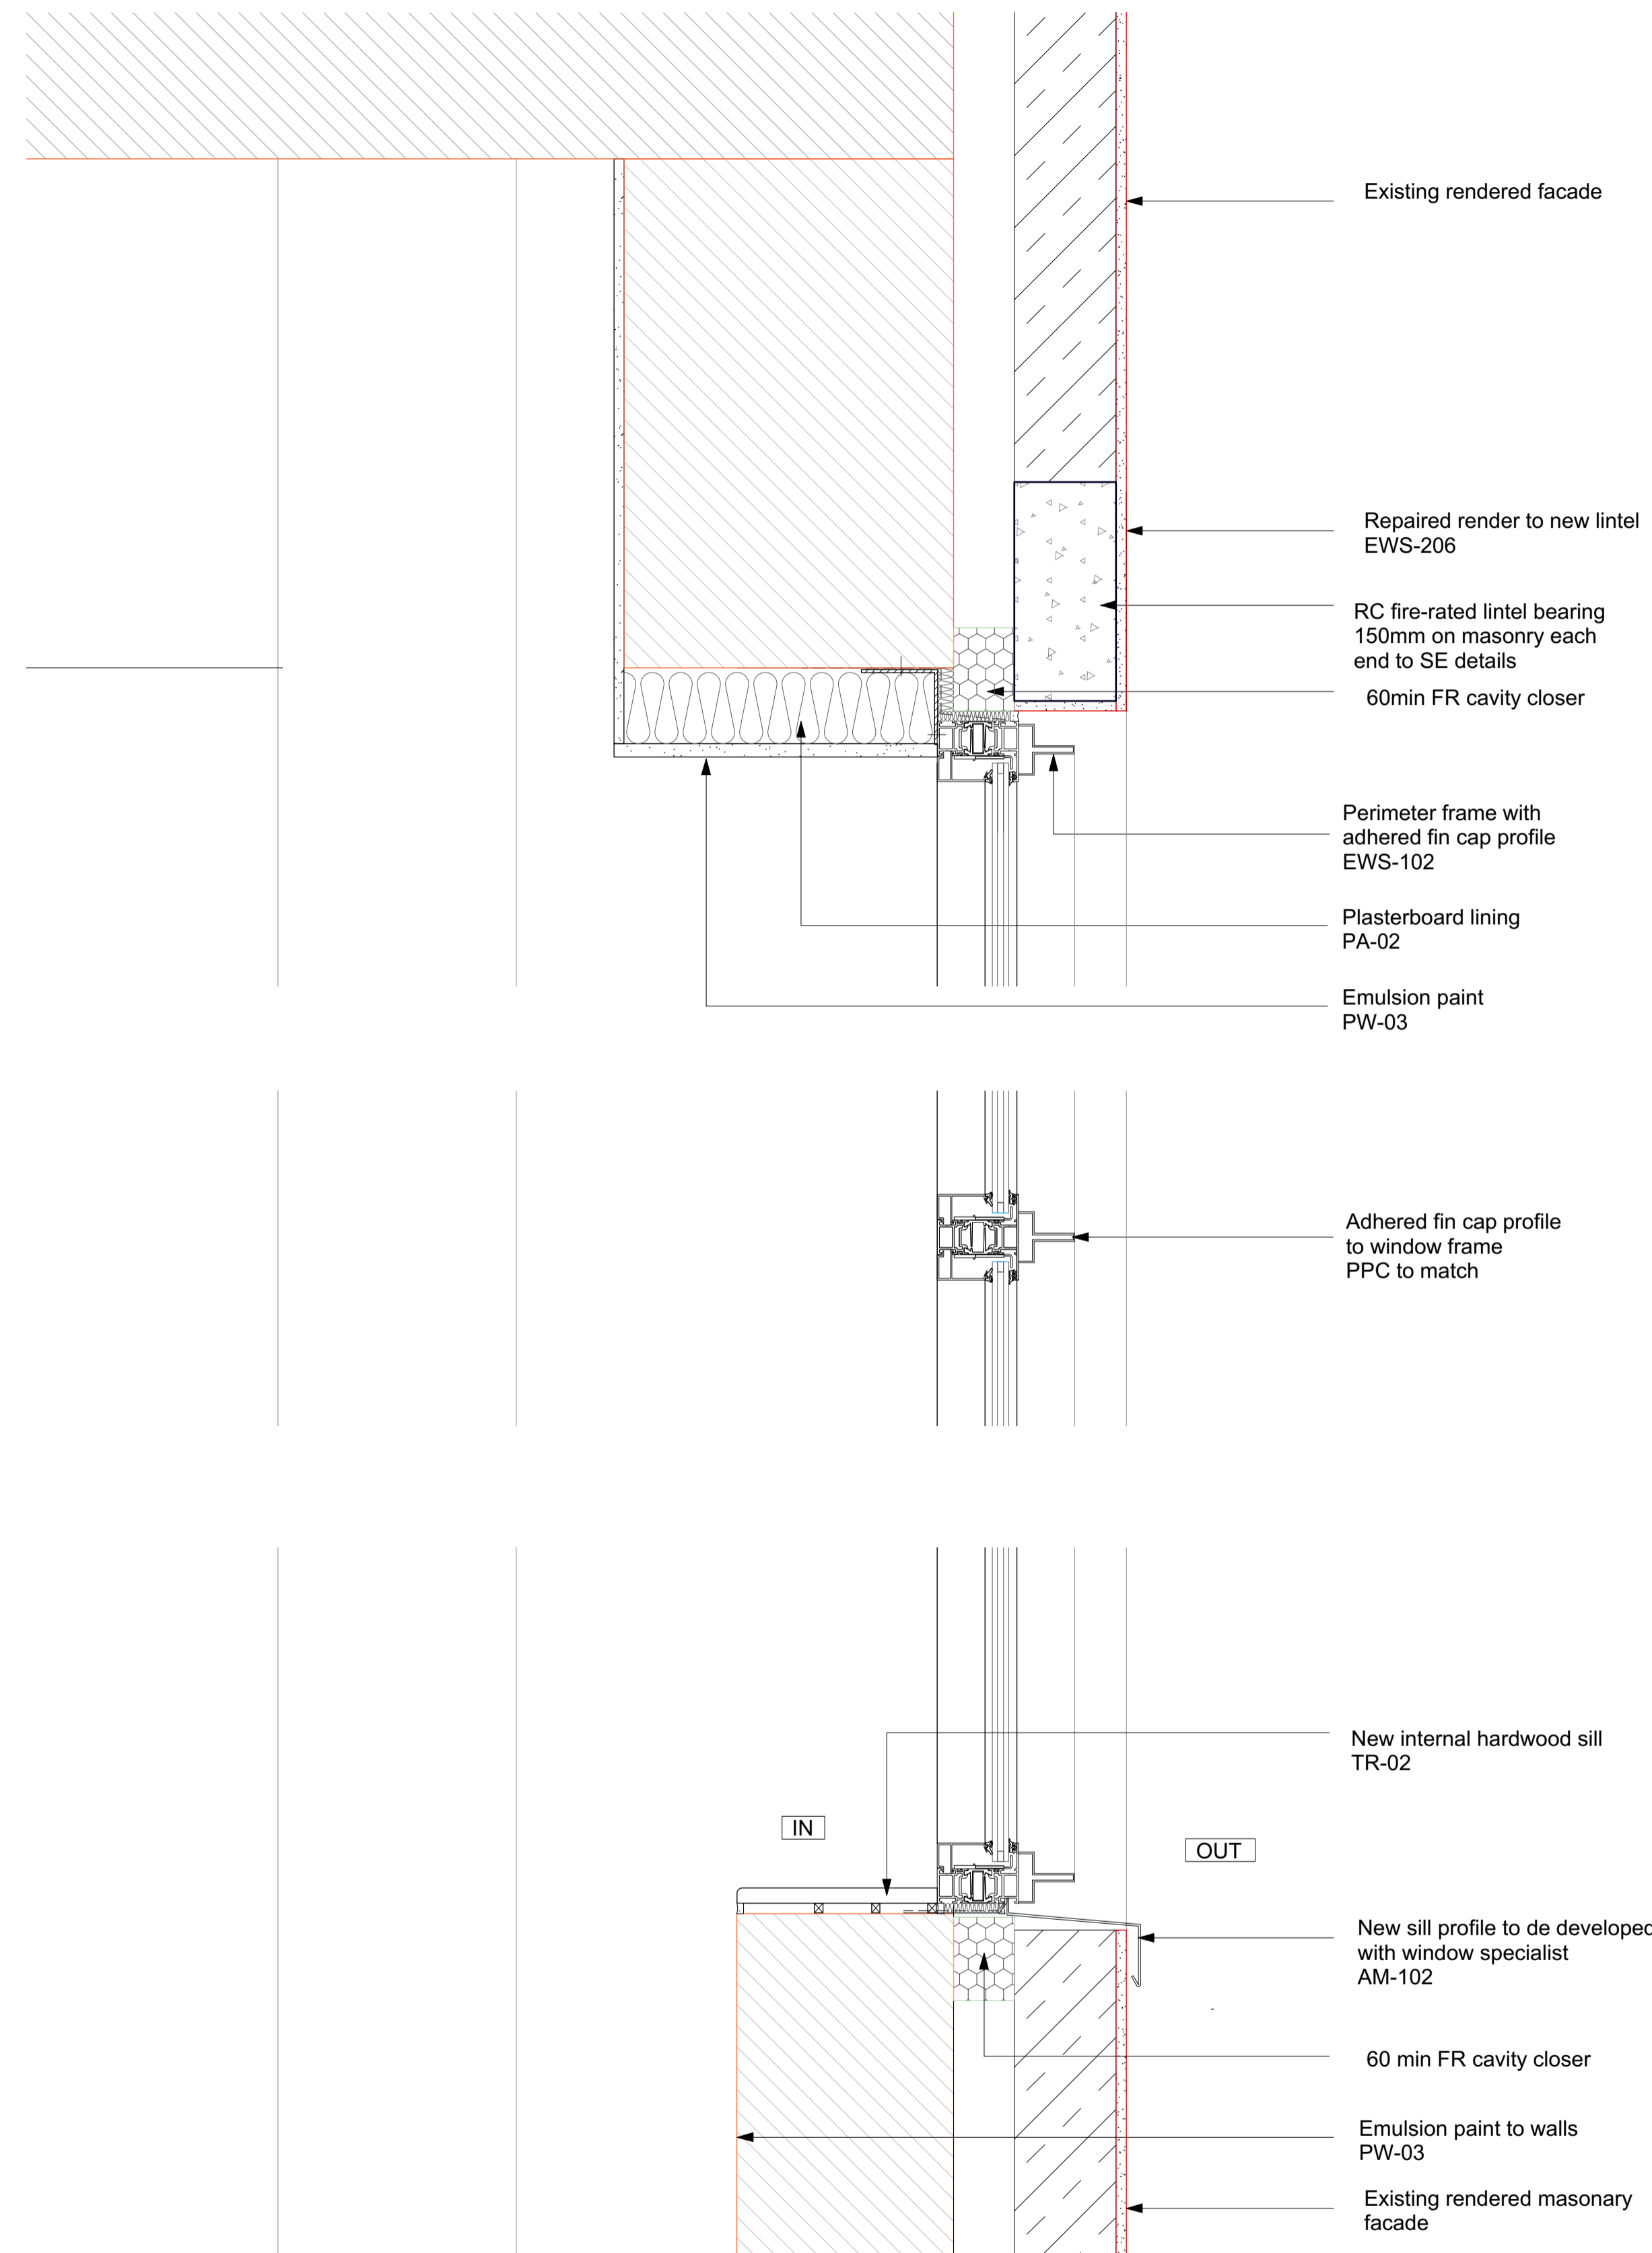 Existing rendered facade
Repaired render to new lintel
EWS-206
RC fire-rated lintel bearing
150mm on masonry each
end to SE details
60min FR cavity closer
Perimeter frame with
adhered fin cap profile
EWS-102
Plasterboard lining
PA-02
Emulsion paint
PW-03
Adhered fin cap profile
to window frame
PPC to match
New internal hardwood sill
TR-02
IN
OUT
New sill profile to de developed
with window specialist
AM-102
60 min FR cavity closer
Emulsion paint to walls
PW-03
Existing rendered masonary
facade